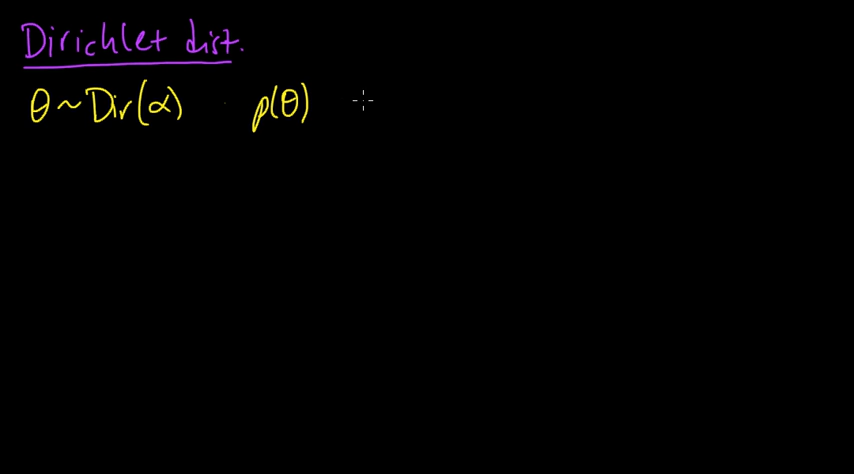 Dirichlet dist.
θ ~ Dir(α) p(θ)